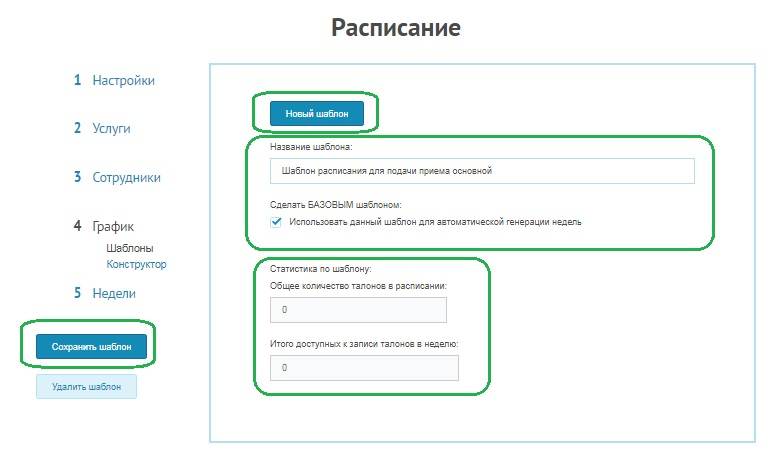 Расписание
1 Настройки
2 Услуги
3 Сотрудники
4 График
Шаблоны
Конструктор
5 Недели
Сохранить шаблон
Удалить шаблон
Новый шаблон
Название шаблона:
Шаблон расписания для подачи приема основной
Сделать БАЗОВЫМ шаблоном:
Использовать данный шаблон для автоматической генерации недель
Статистика по шаблону:
Общее количество талонов в расписании:
0
Итого доступных к записи талонов в неделю:
0